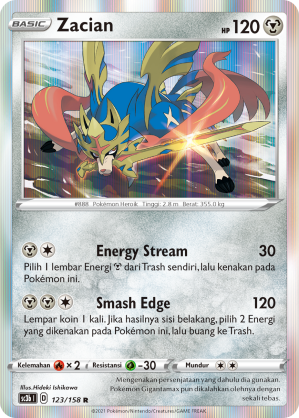 BASIC Zacian HP 120
#888 Pokémon Heroik Tinggi: 2.8 m. Berat: 355.0 kg
Energy Stream 30
Pilih 1 lembar Energi dari Trash sendiri, lalu kenakan pada
Pokémon ini.
Smash Edge 120
Lempar koin 1 kali. Jika hasilnya sisi belakang, pilih 2 Energi
yang dikenakan pada Pokémon ini, lalu buang ke Trash.
Kelemahan ×2 Resistansi -30 Mundur
Illus. Hideki Ishikawa
sc3b I D 123/158 R
Mengenakan persenjataan yang dahulu dia gunakan.
Pokémon Gigantamax pun dikalahkan olehnya dengan
sekali tebas.
©2021 Pokémon/Nintendo/Creatures/GAME FREAK